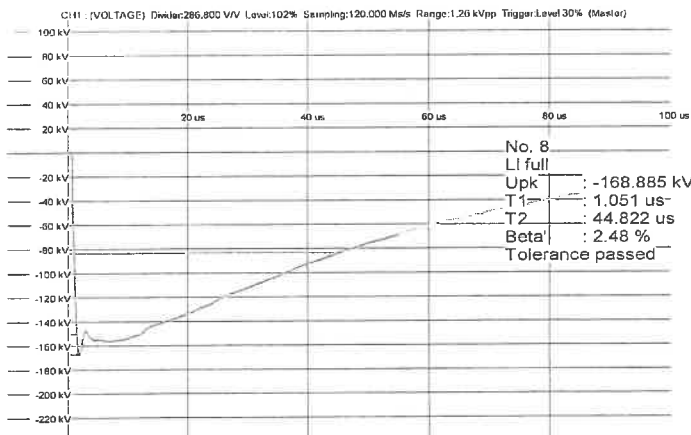 CH1 : (VOLTAGE) Divider:286.800 V/V Level:102% Sampling:120.000 Ms/s Range:1.26 kVpp Trigger:Level 30% (Master)
100 kV
80 kV
60 kV
40 kV
20 us 40 us 60 us 80 us 100 us
20 kV
No. 8
LI full
-20 kV
Upk : -168.885 kV
-40 kV
T1 : 1.051 us
T2 : 44.822 us
-60 kV
Beta' : 2.48 %
-80 kV
Tolerance passed
-100 kV
-120 kV
-140 kV
-160 kV
-180 kV
-200 kV
-220 kV